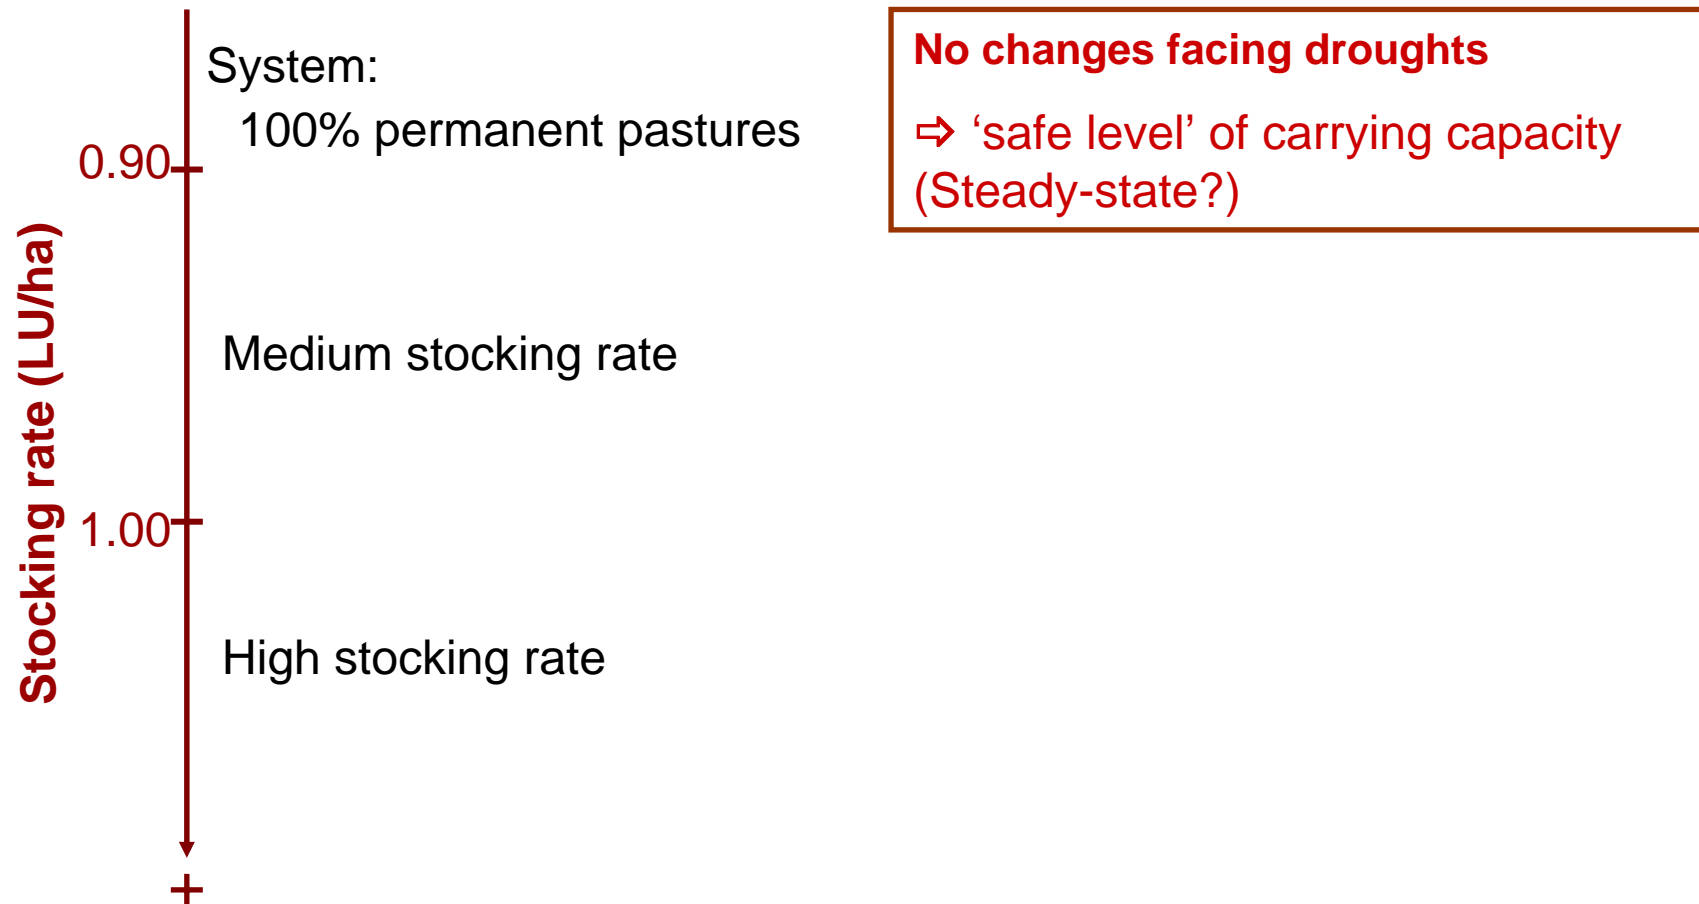 System:
100% permanent pastures
0.90
Medium stocking rate
1.00
High stocking rate
+
Stocking rate (LU/ha)
No changes facing droughts
⇨ ‘safe level’ of carrying capacity
(Steady-state?)